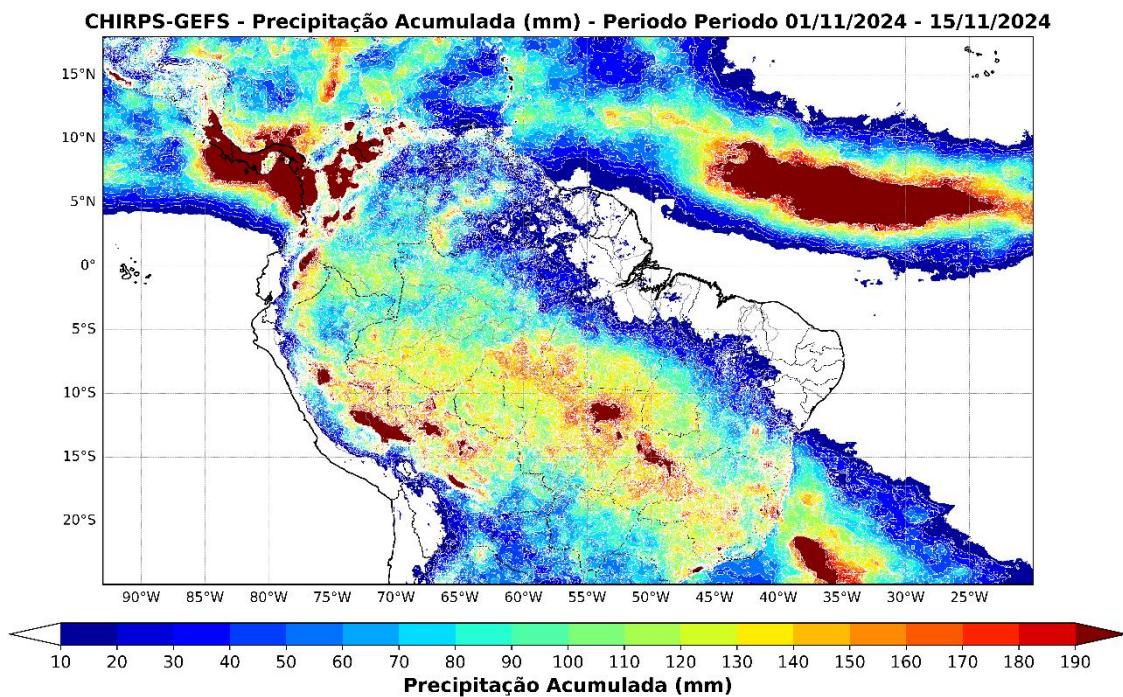 CHIRPS-GEFS - Precipitação Acumulada (mm) - Periodo Periodo 01/11/2024 - 15/11/2024
15°N
10°N
5°N
0°
5°S
10°S
15°S
20°S
90°W 85°W 80°W 75°W 70°W 65°W 60°W 55°W 50°W 45°W 40°W 35°W 30°W 25°W
10 20 30 40 50 60 70 80 90 100 110 120 130 140 150 160 170 180 190
Precipitação Acumulada (mm)